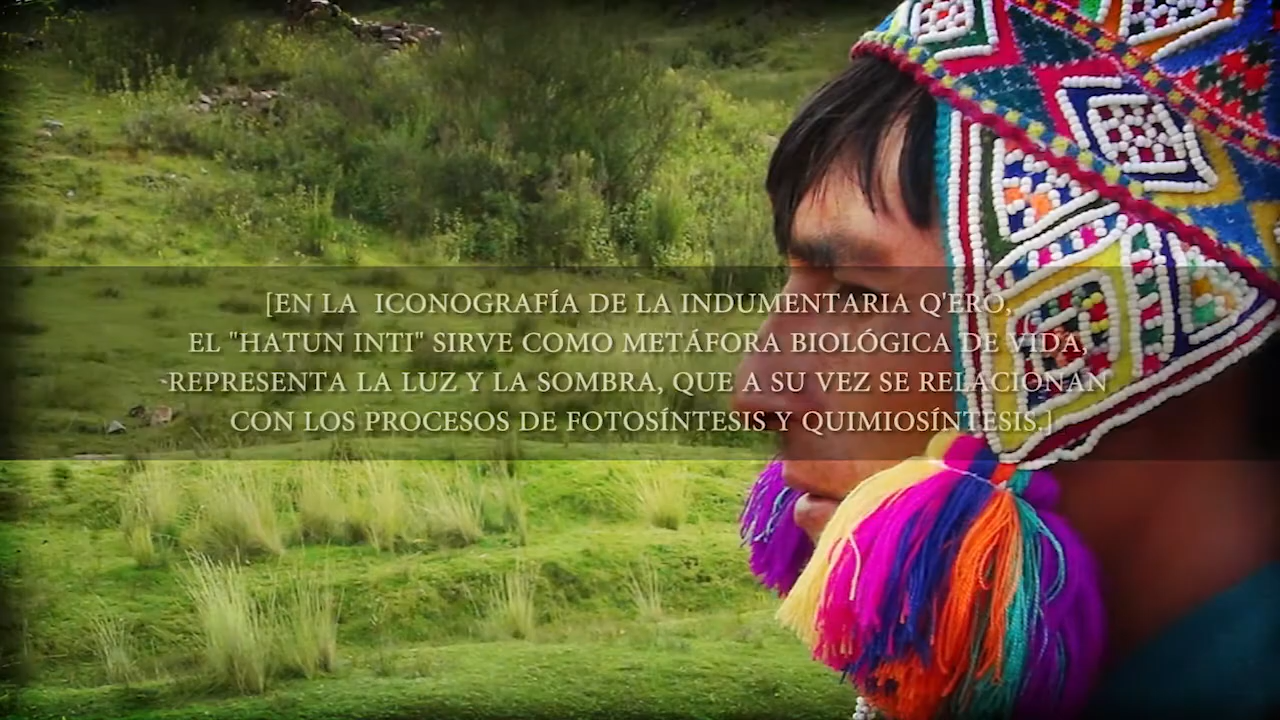 [EN LA ICONOGRAFÍA DE LA INDUMENTARIA Q'ERO,
EL "HATUN INTI" SIRVE COMO METÁFORA BIOLÓGICA DE VIDA,
REPRESENTA LA LUZ Y LA SOMBRA, QUE A SU VEZ SE RELACIONAN
CON LOS PROCESOS DE FOTOSÍNTESIS Y QUIMIOSÍNTESIS.]